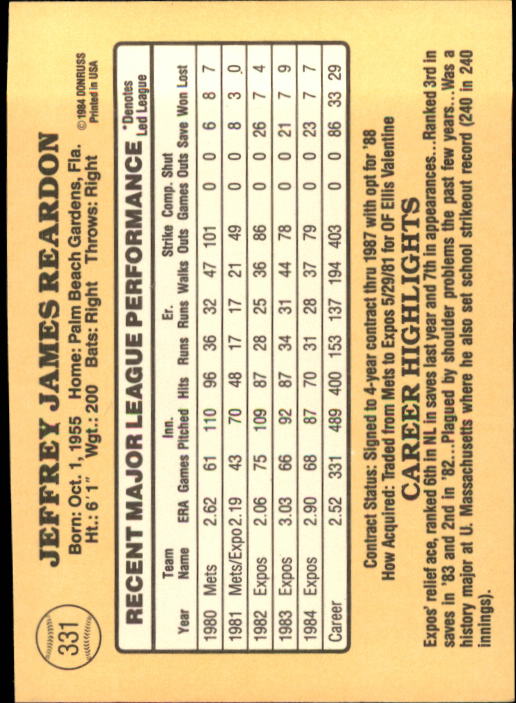 331
JEFFREY JAMES REARDON
Born: Oct. 1, 1955 Home: Palm Beach Gardens, Fla.
Ht.: 6'1" Wgt.: 200 Bats: Right Throws: Right
© 1984 DONRUSS
Printed in USA
RECENT MAJOR LEAGUE PERFORMANCE
*Denotes
Led League
Team Inn. Er. Strike Comp. Shut
Year Name ERA Games Pitched Hits Runs Runs Walks Outs Games Outs Save Won Lost
1980 Mets 2.62 61 110 96 36 32 47 101 0 0 6 8 7
1981 Mets/Expo 2.19 43 70 48 17 17 21 49 0 0 8 3 0
1982 Expos 2.06 75 109 87 28 25 36 86 0 0 26 7 4
1983 Expos 3.03 66 92 87 34 31 44 78 0 0 21 7 9
1984 Expos 2.90 68 87 70 31 28 37 79 0 0 23 7 7
Career 2.52 331 489 400 153 137 194 403 0 0 86 33 29
Contract Status: Signed to 4-year contract thru 1987 with opt for '88
How Acquired: Traded from Mets to Expos 5/29/81 for OF Ellis Valentine
CAREER HIGHLIGHTS
Expos' relief ace, ranked 6th in NL in saves last year and 7th in appearances...Ranked 3rd in
saves in '83 and 2nd in '82....Plagued by shoulder problems the past few years...Was a
history major at U. Massachusetts where he also set school strikeout record (240 in 240
innings).